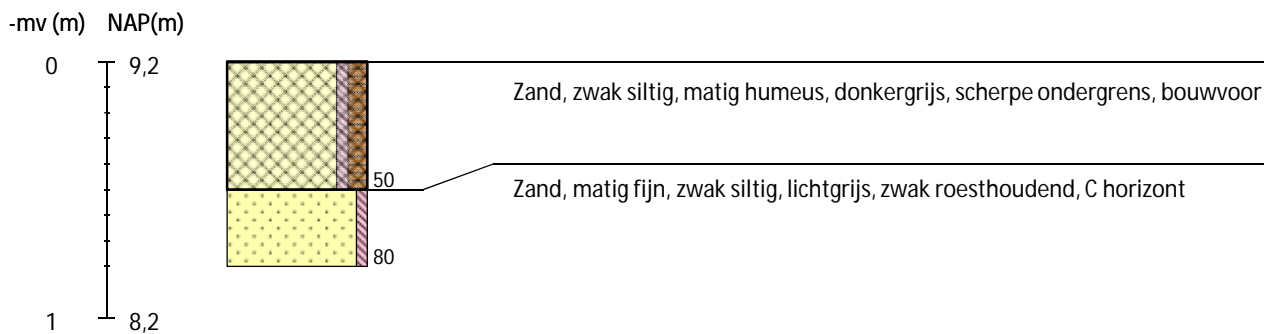 -mv (m) NAP(m)
0 9,2
Zand, zwak siltig, matig humeus, donkergrijs, scherpe ondergrens, bouwvoor
50
Zand, matig fijn, zwak siltig, lichtgrijs, zwak roesthoudend, C horizont
80
1 8,2